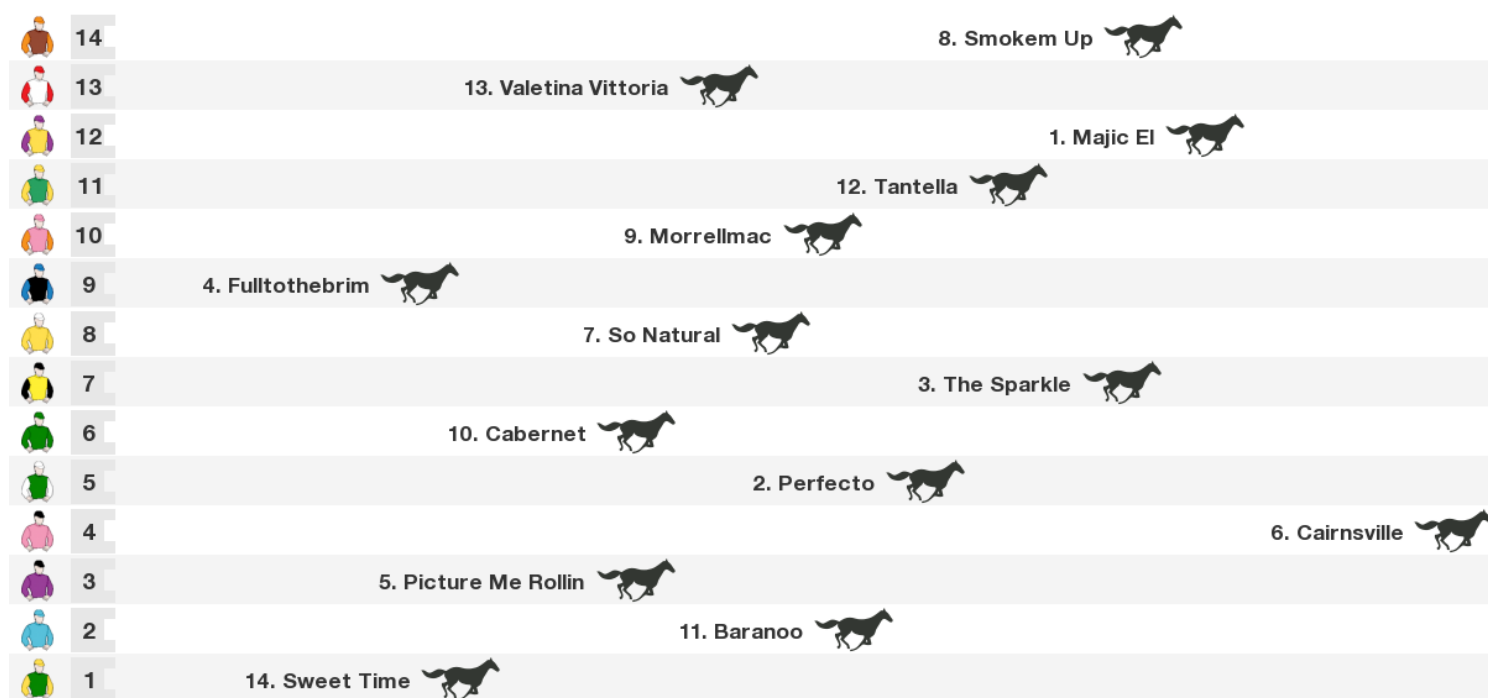 14 8. Smokem Up
13 13. Valetina Vittoria
12 1. Majic El
11 12. Tantella
10 9. Morrellmac
9 4. Fulltothebrim
8 7. So Natural
7 3. The Sparkle
6 10. Cabernet
5 2. Perfecto
4 6. Cairnsville
3 5. Picture Me Rollin
2 11. Baranoo
1 14. Sweet Time